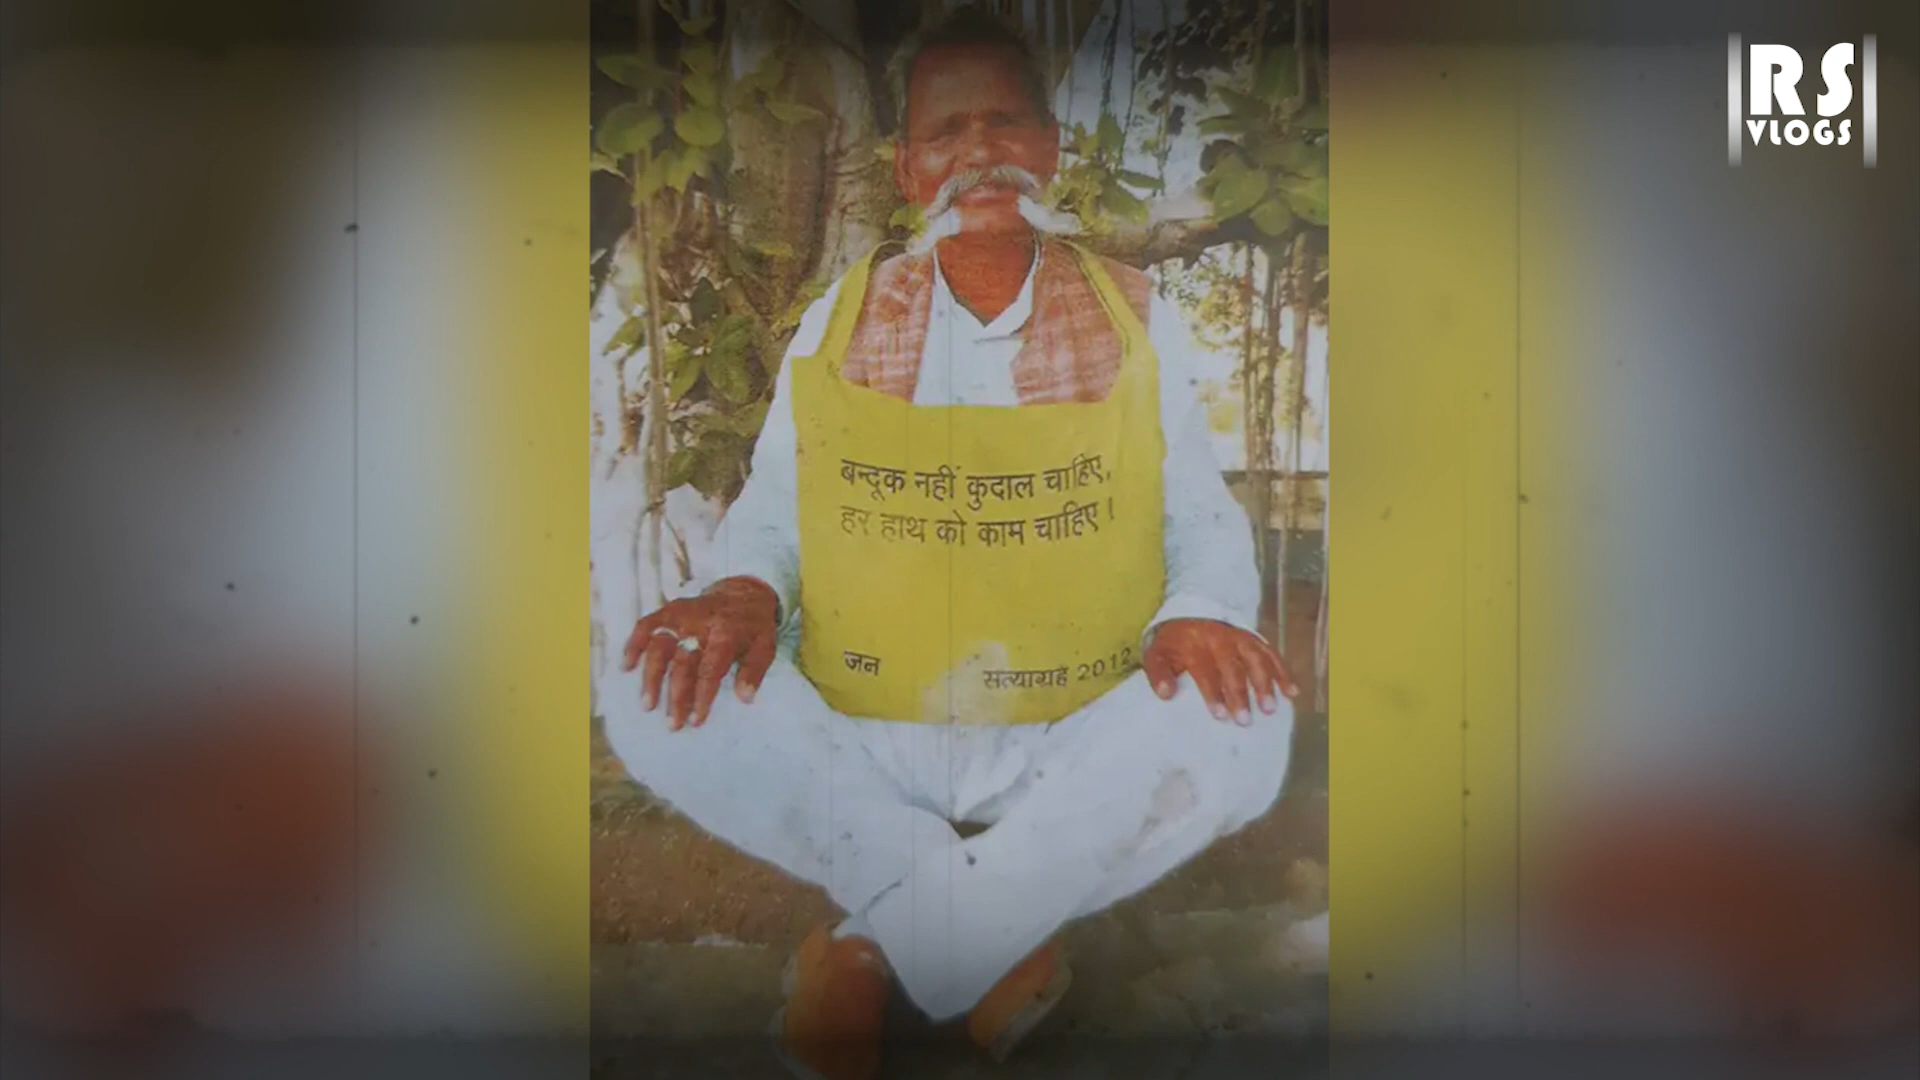 RS
VLOGS
बन्दूक नहीं कुदाल चाहिए,
हर हाथ को काम चाहिए !
जन सत्याग्रह 2012